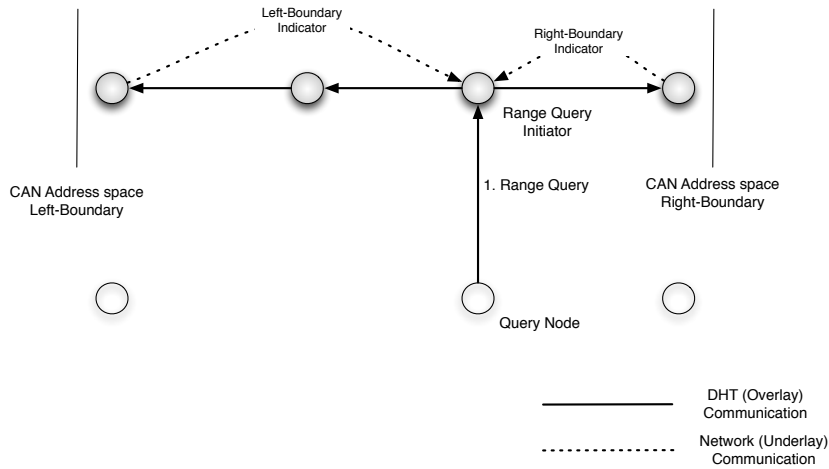 Left-Boundary
Indicator
Right-Boundary
Indicator
Range Query
Initiator
CAN Address space
Left-Boundary
1. Range Query
CAN Address space
Right-Boundary
Query Node
DHT (Overlay)
Communication
Network (Underlay)
Communication